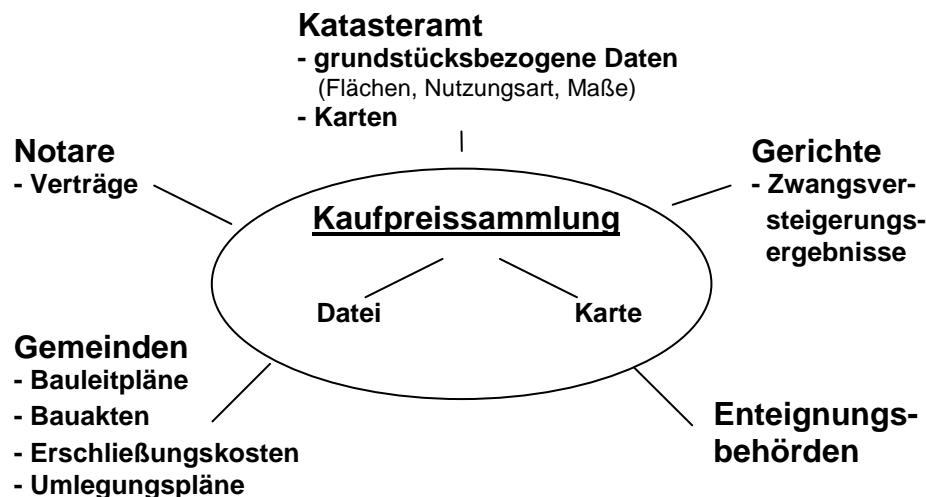 Katasteramt
- grundstücksbezogene Daten
(Flächen, Nutzungsart, Maße)
- Karten
Notare
- Verträge
Gerichte
- Zwangsver-
steigerungs-
ergebnisse
Kaufpreissammlung
Datei
Karte
Gemeinden
- Bauleitpläne
- Bauakten
- Erschließungskosten
- Umlegungspläne
Enteignungs-
behörden